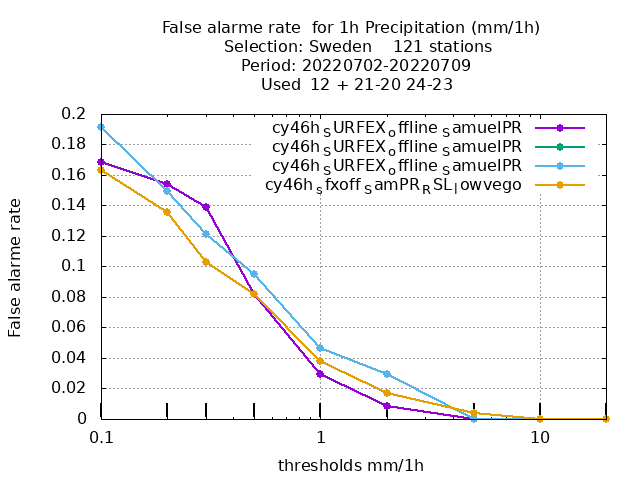 False alarme rate  for 1h Precipitation (mm/1h)
Selection: Sweden    121 stations
Period: 20220702-20220709
Used  12 + 21-20 24-23
0.2
0.18
0.16
0.14
0.12
0.1
0.08
0.06
0.04
0.02
0
False alarme rate
cy46h_SURFEX_offline_SamuelPR
cy46h_SURFEX_offline_SamuelPR
cy46h_SURFEX_offline_SamuelPR
cy46h_sfxoff_SamPR_RSL_lowvego
0.1
1
10
thresholds mm/1h